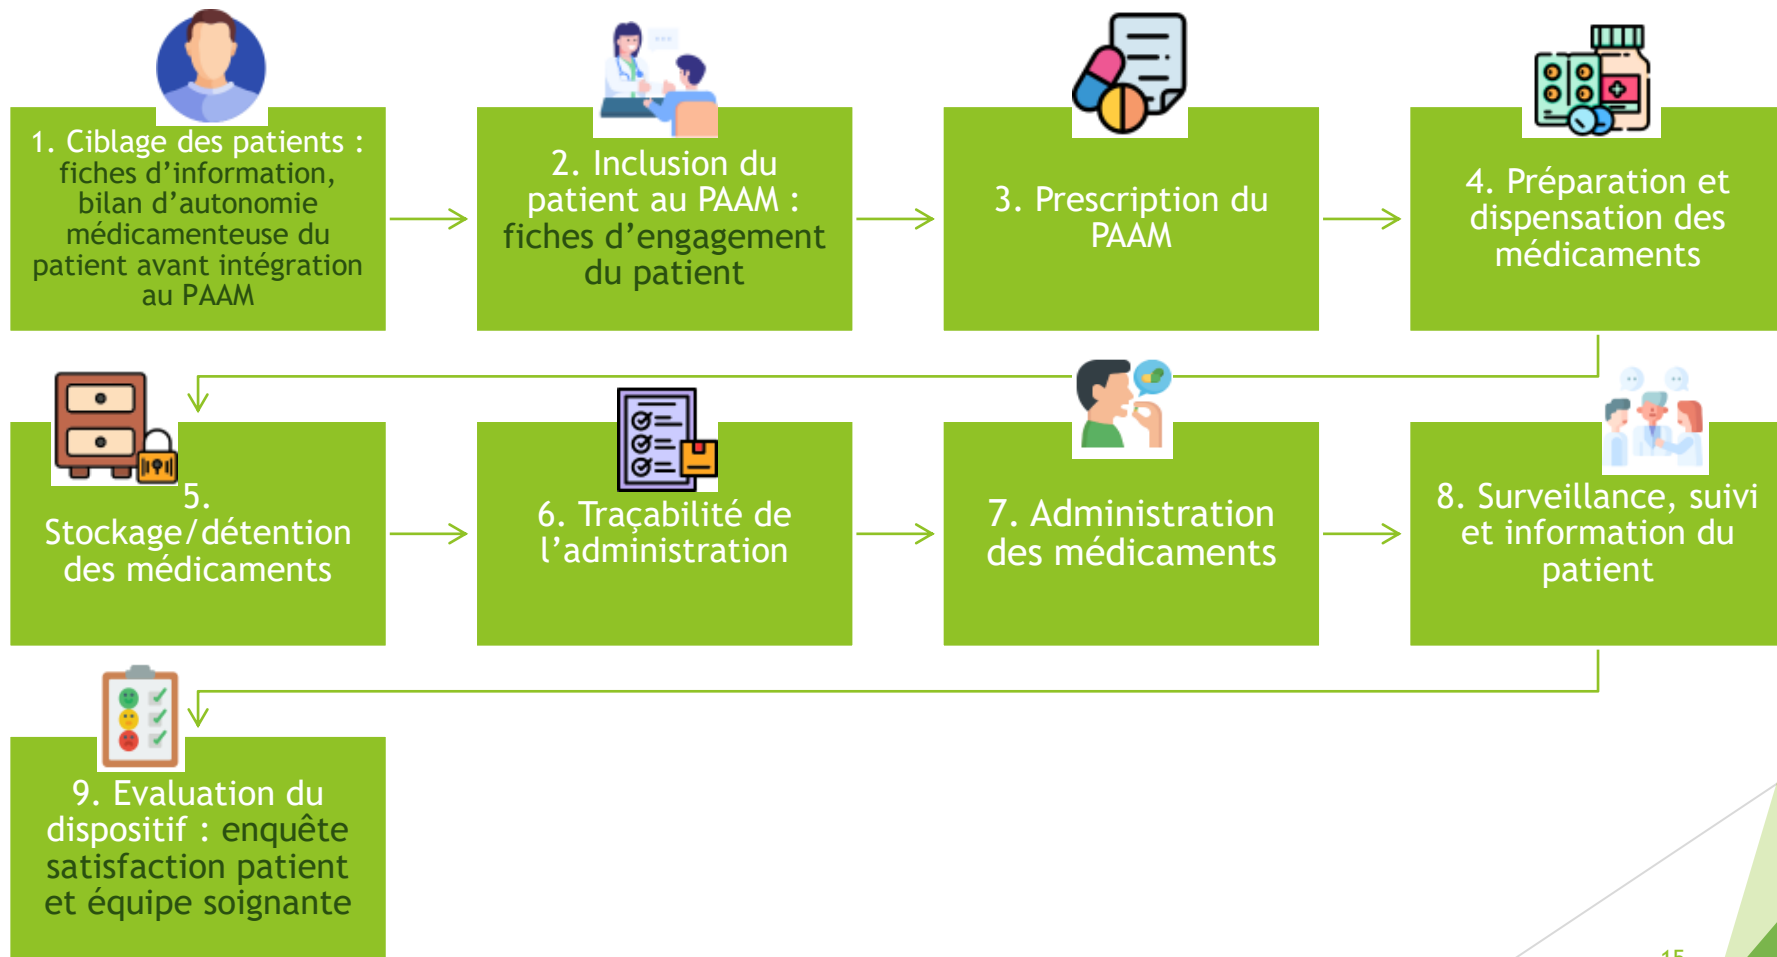 1. Ciblage des patients :
fiches d’information,
bilan d’autonomie
médicamenteuse du
patient avant intégration
au PAAM
2. Inclusion du
patient au PAAM :
fiches d’engagement
du patient
3. Prescription du
PAAM
4. Préparation et
dispensation des
médicaments
5.
Stockage/détention
des médicaments
6. Traçabilité de
l’administration
7. Administration
des médicaments
8. Surveillance, suivi
et information du
patient
9. Evaluation du
dispositif : enquête
satisfaction patient
et équipe soignante
15